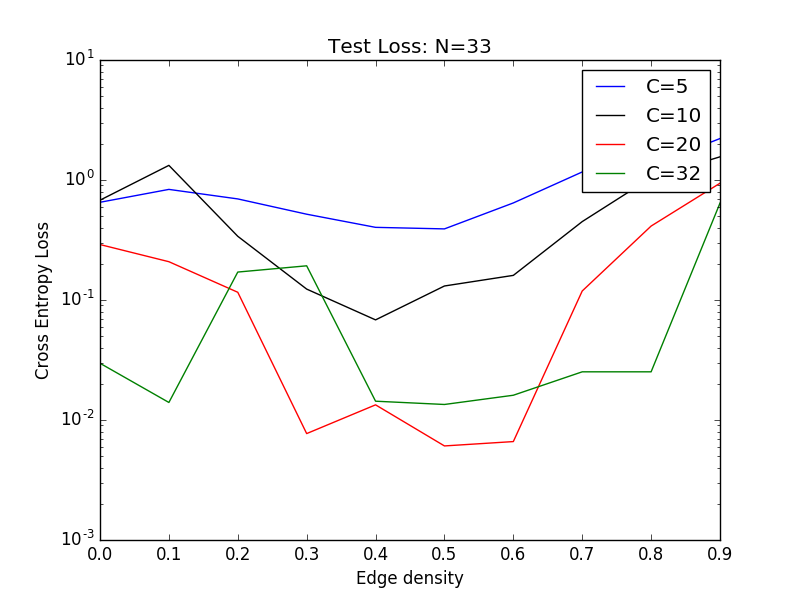 Test Loss: N=33
10^1
10^0
10^-1
10^-2
10^-3
Cross Entropy Loss
C=5
C=10
C=20
C=32
0.0 0.1 0.2 0.3 0.4 0.5 0.6 0.7 0.8 0.9
Edge density